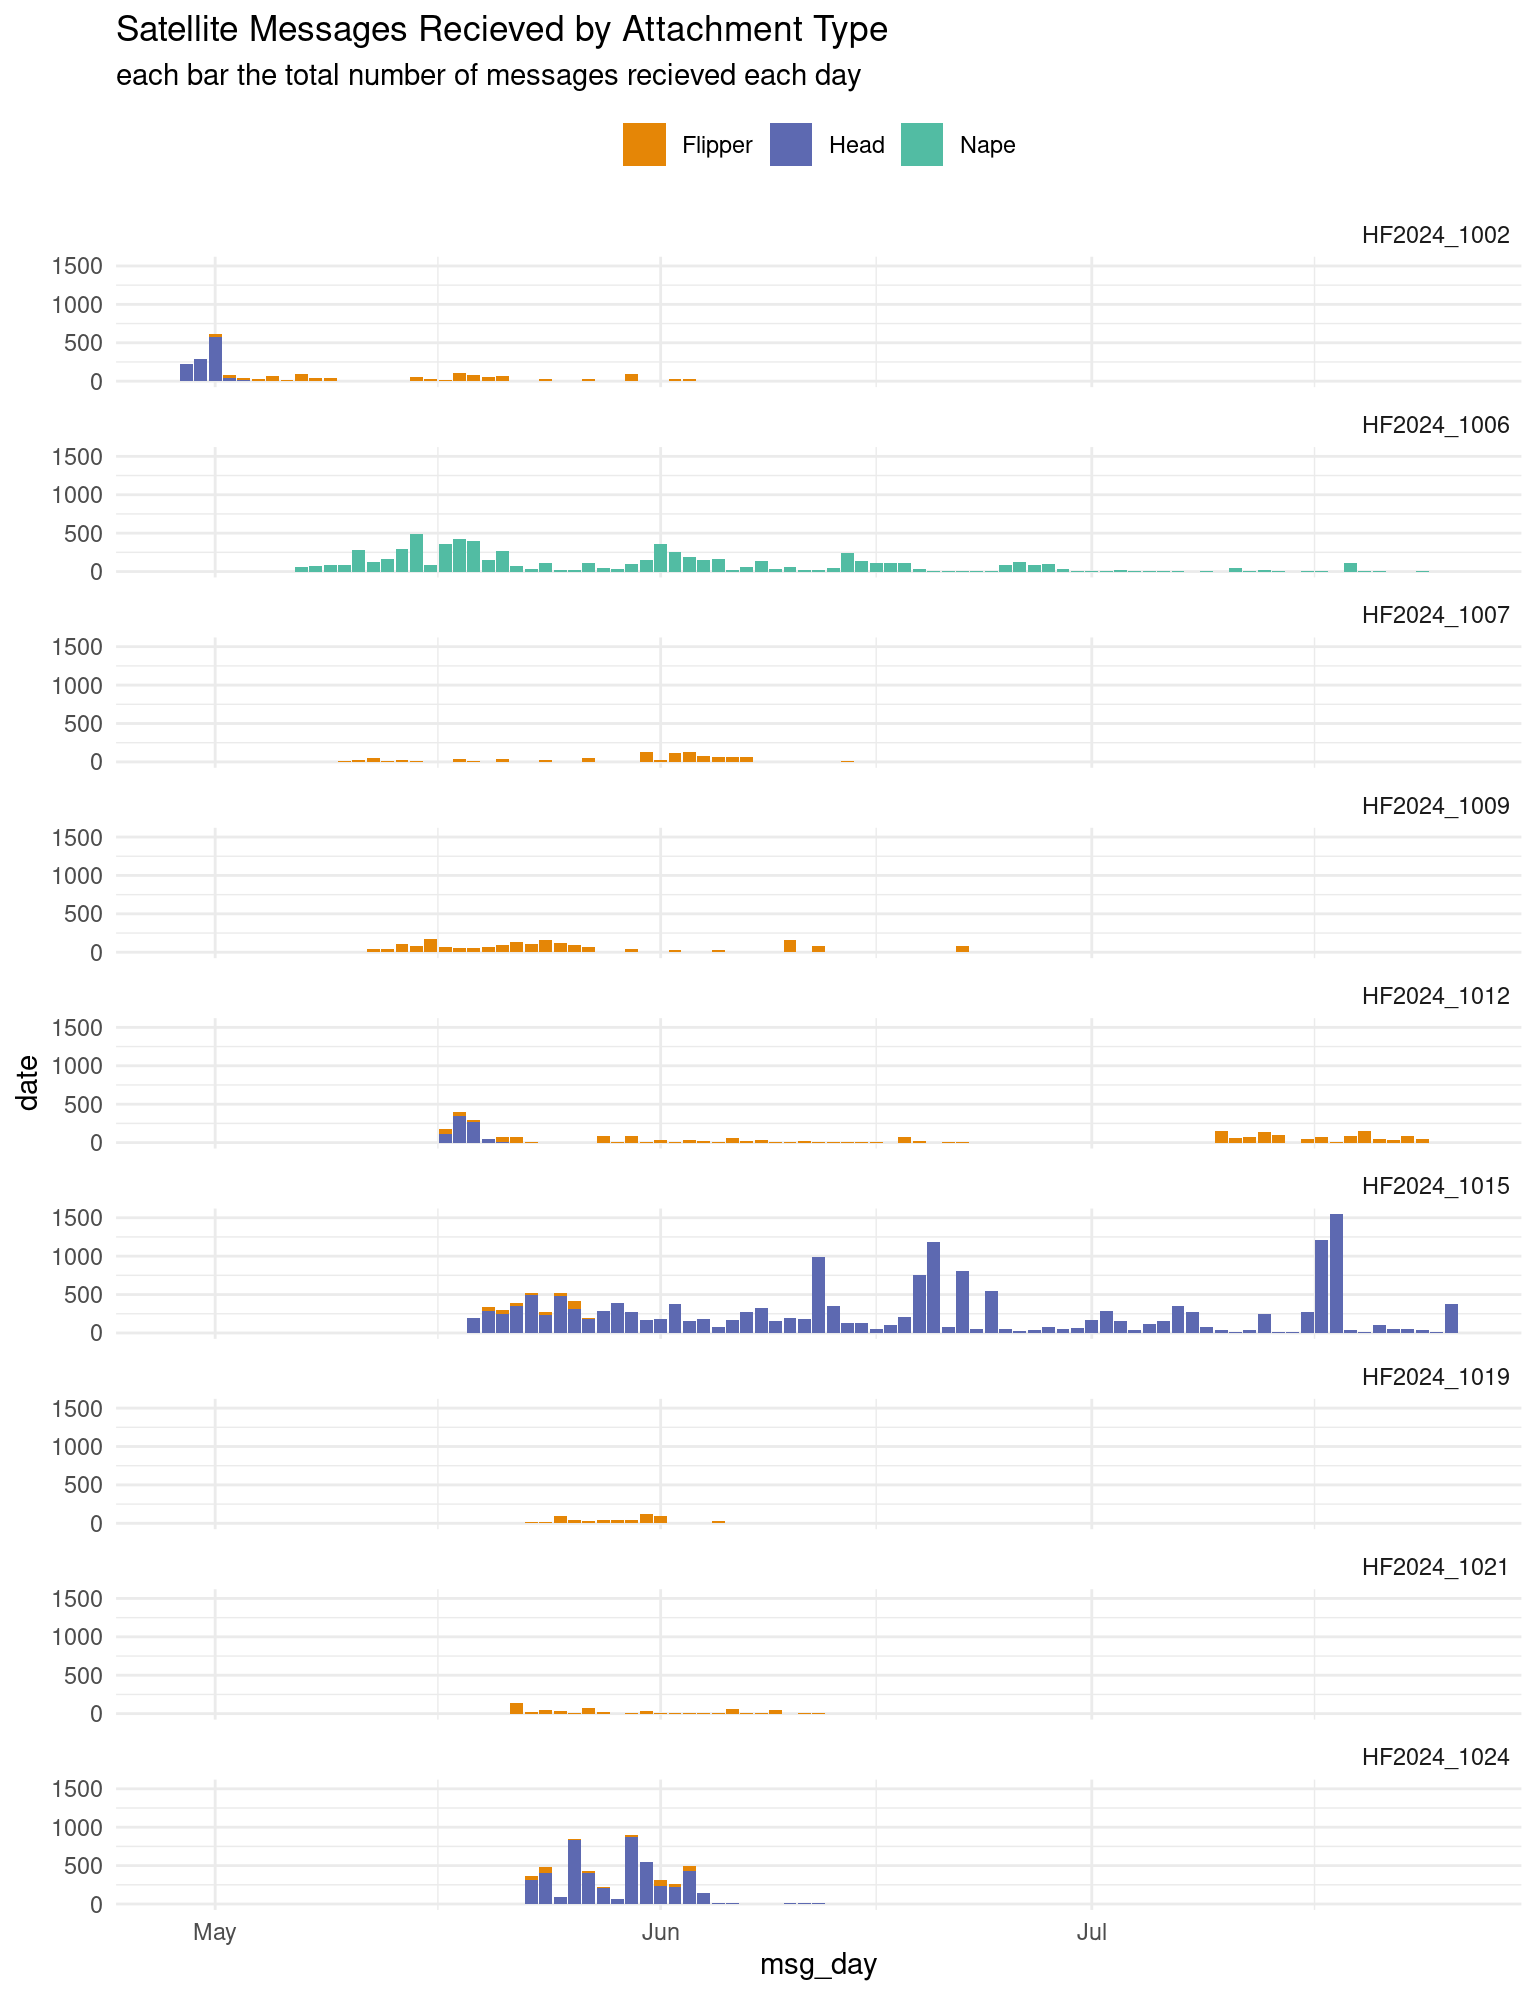 Satellite Messages Recieved by Attachment Type
each bar the total number of messages recieved each day
Flipper Head Nape
HF2024_1002
1500
1000
500
0
HF2024_1006
1500
1000
500
0
HF2024_1007
1500
1000
500
0
HF2024_1009
1500
1000
500
0
HF2024_1012
1500
1000
500
0
date
HF2024_1015
1500
1000
500
0
HF2024_1019
1500
1000
500
0
HF2024_1021
1500
1000
500
0
HF2024_1024
1500
1000
500
0
May Jun Jul
msg_day